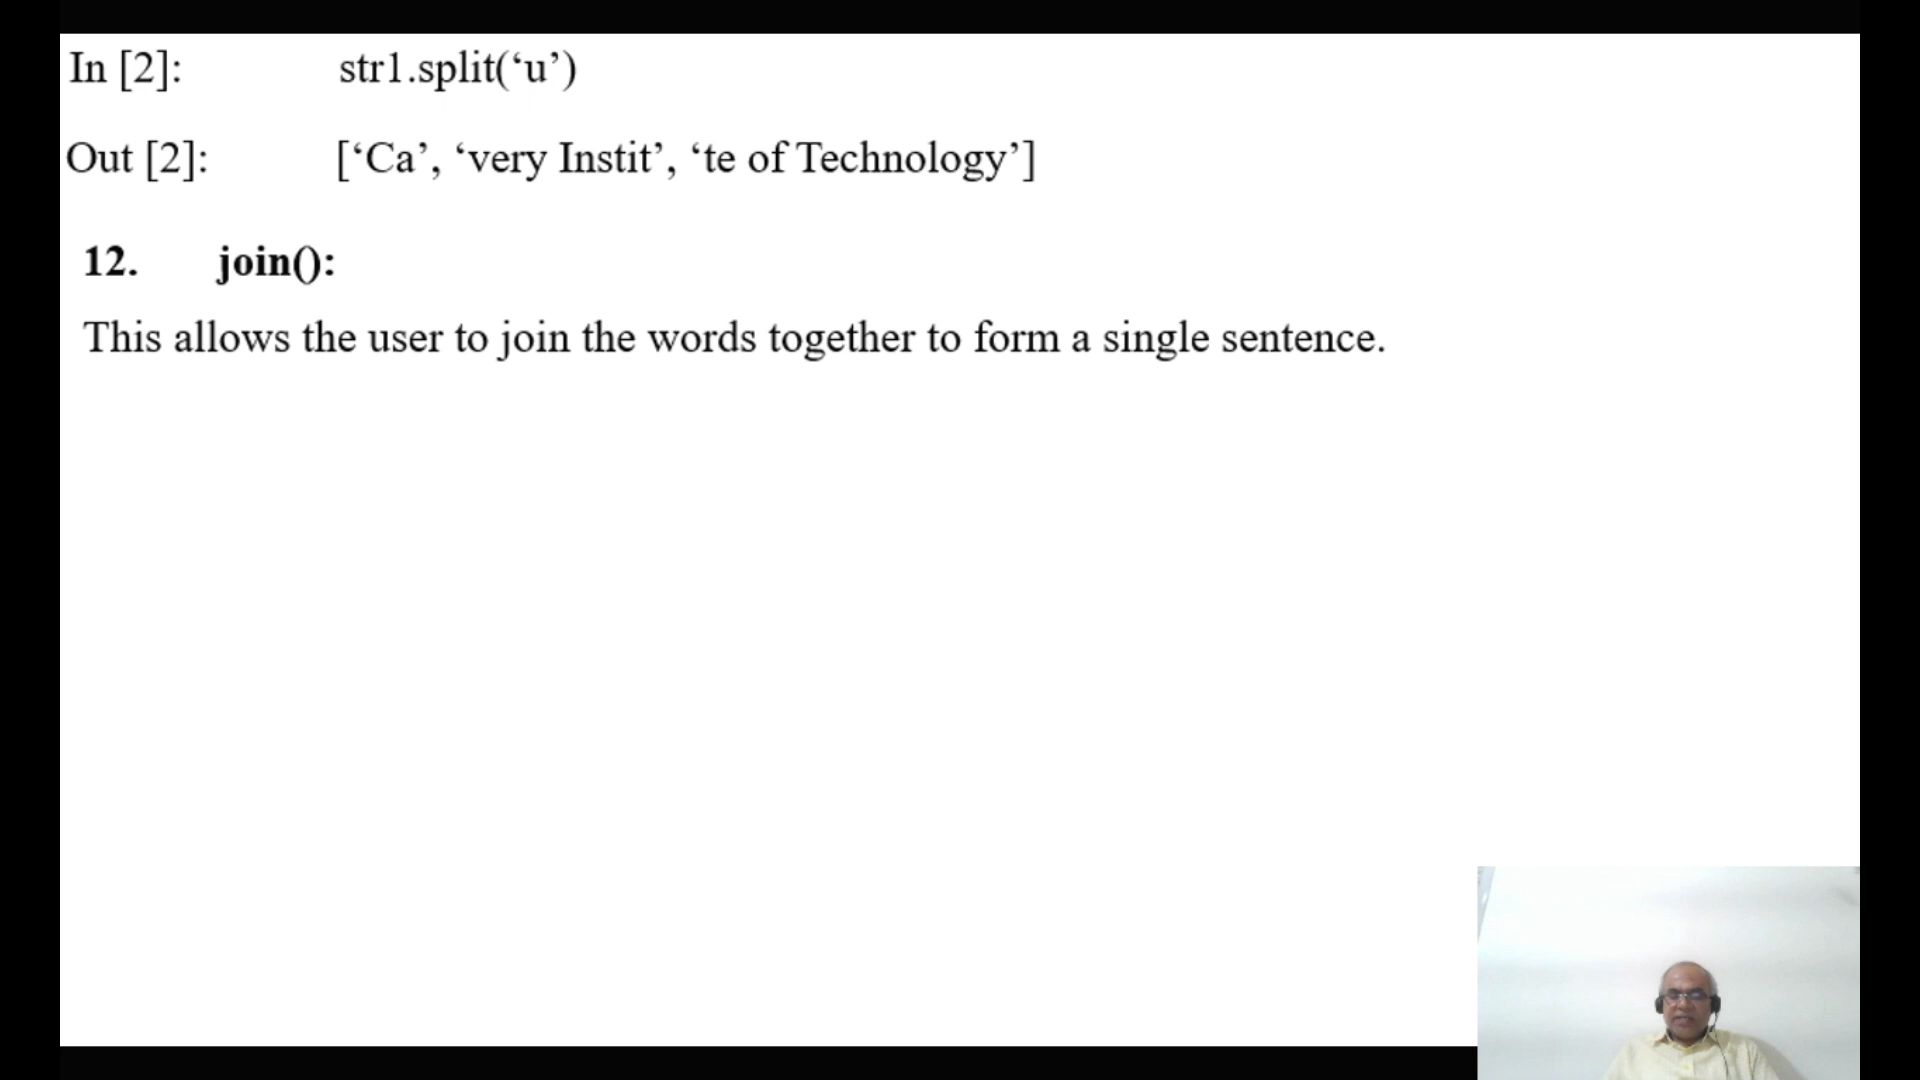 In [2]: str1.split(‘u’)
Out [2]: [‘Ca’, ‘very Instit’, ‘te of Technology’]
12. join():
This allows the user to join the words together to form a single sentence.